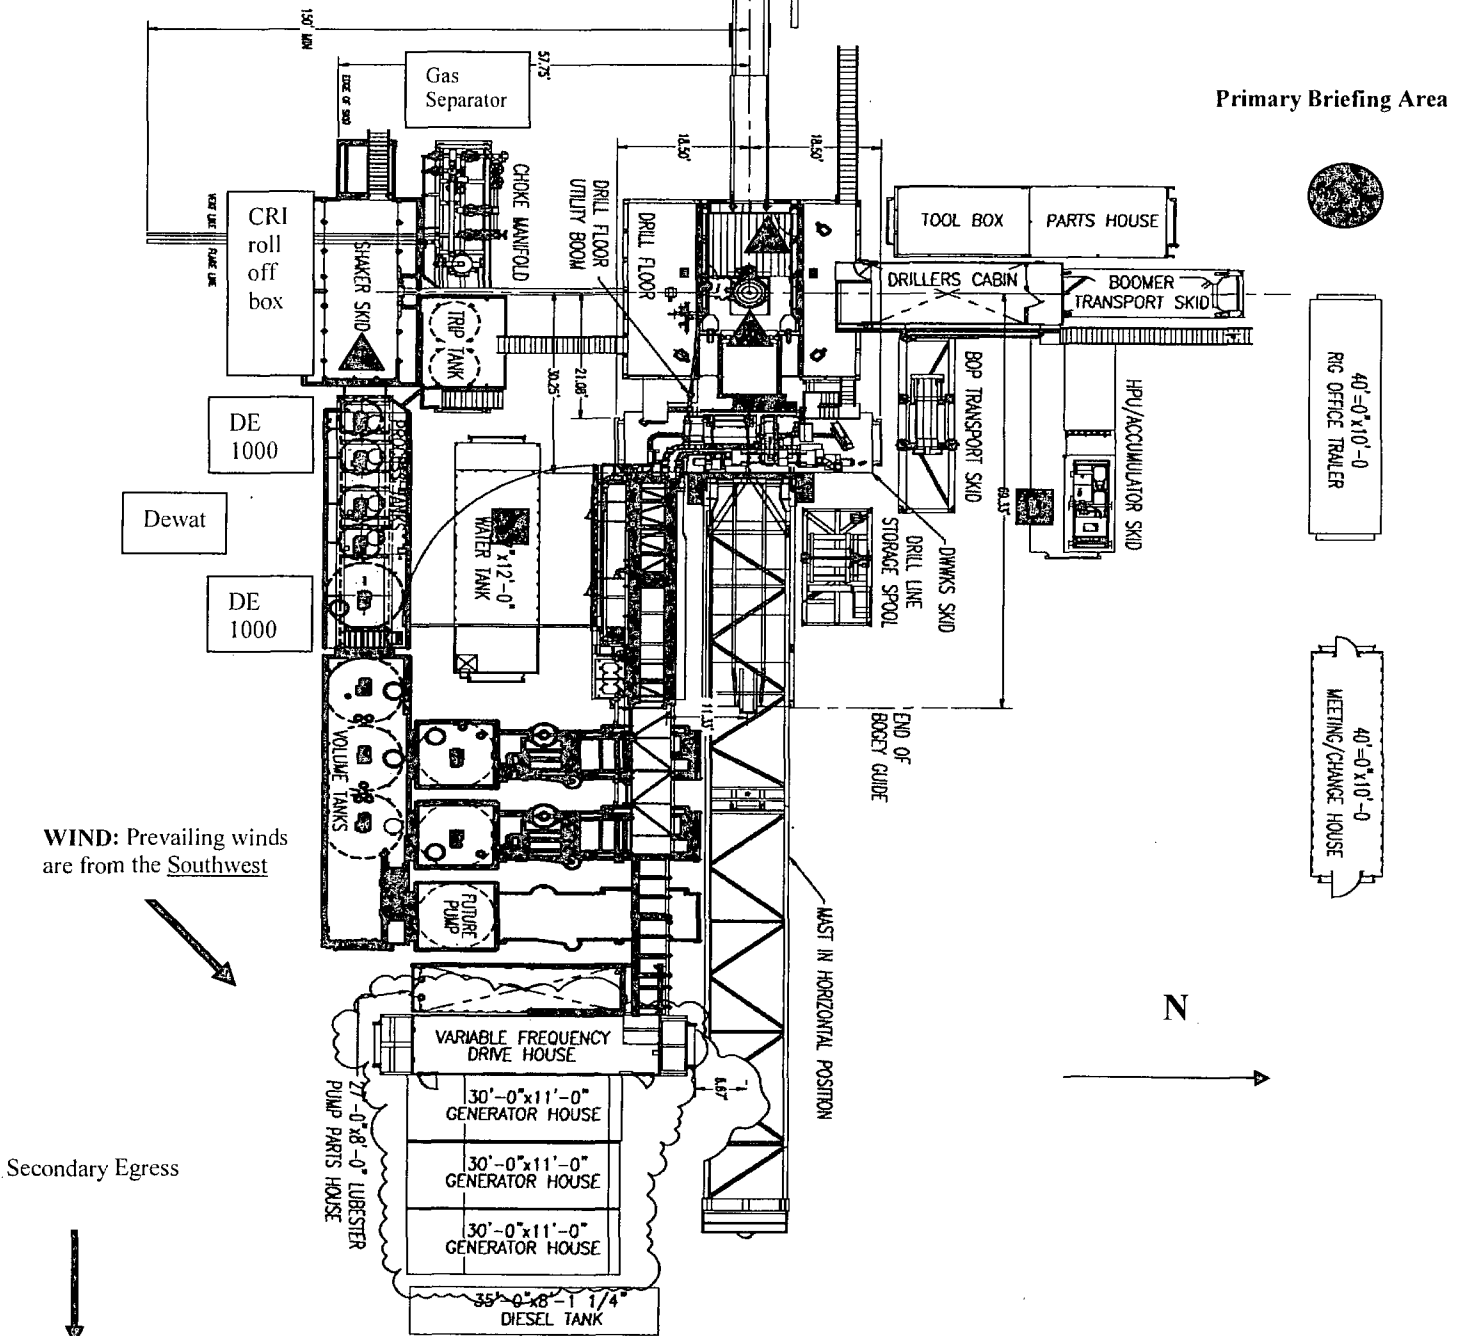 150' MIN
57.75'
EDGE OF SKID
Gas
Separator
Primary Briefing Area
18.50'
18.50'
CHOKE MANIFOLD
DRILL FLOOR
UTILITY BOOM
DRILL FLOOR
TOOL BOX
PARTS HOUSE
VENT LINE
FLARE LINE
CRI
roll
off
box
SHAKER SKID
TRIP TANK
DRILLERS CABIN
BOOMER
TRANSPORT SKID
30.25'
21.08'
BOP TRANSPORT SKID
HPU/ACCUMULATOR SKID
40'=0"x10'-0
RIG OFFICE TRAILER
DE
1000
PROCESS TANKS
69.33'
Dewat
"x12'-0"
WATER TANK
DRILL LINE
STORAGE SPOOL
DWWKS SKID
DE
1000
VOLUME TANKS
11.33'
END OF
BOGEY GUIDE
40'=0"x10'-0
MEETING/CHANGE HOUSE
WIND: Prevailing winds
are from the Southwest
FUTURE
PUMP
MAST IN HORIZONTAL POSITION
N
VARIABLE FREQUENCY
DRIVE HOUSE
6.67'
27'-0"x8'-0" LUBESTER
PUMP PARTS HOUSE
30'-0"x11'-0"
GENERATOR HOUSE
30'-0"x11'-0"
GENERATOR HOUSE
30'-0"x11'-0"
GENERATOR HOUSE
Secondary Egress
35'-0"x8'-1 1/4"
DIESEL TANK